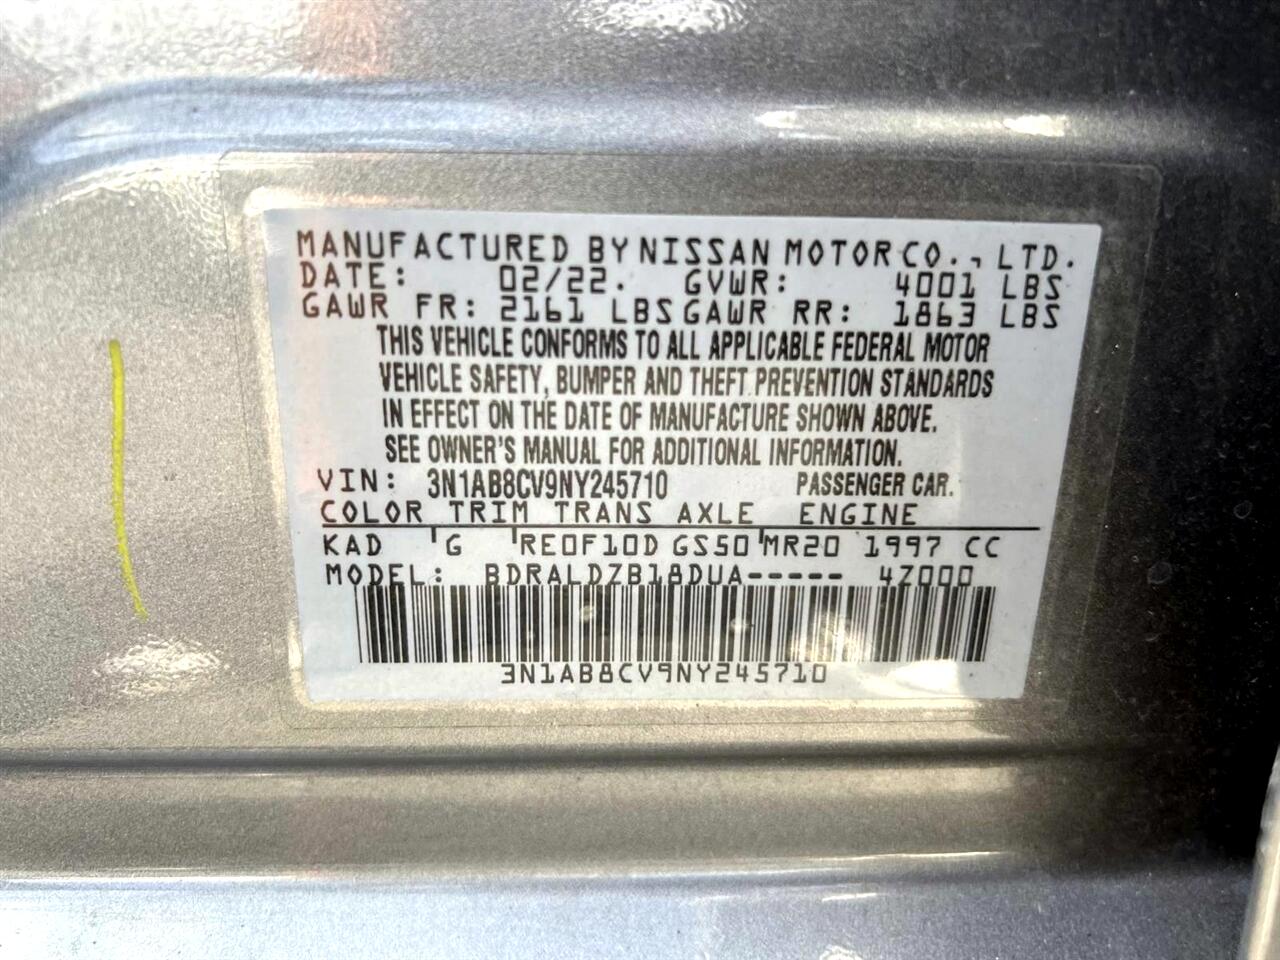 MANUFACTURED BY NISSAN MOTOR CO., LTD.
DATE: 02/22. GVWR: 4001 LBS
GAWR FR: 2161 LBS GAWR RR: 1863 LBS
THIS VEHICLE CONFORMS TO ALL APPLICABLE FEDERAL MOTOR
VEHICLE SAFETY, BUMPER AND THEFT PREVENTION STANDARDS
IN EFFECT ON THE DATE OF MANUFACTURE SHOWN ABOVE.
SEE OWNER'S MANUAL FOR ADDITIONAL INFORMATION.
VIN: 3N1AB8CV9NY245710 PASSENGER CAR.
COLOR TRIM TRANS AXLE ENGINE
KAD G RE0F10D GS50 MR20 1997 CC
MODEL: BDRALDZB18DUA----- 4Z000
3N1AB8CV9NY245710